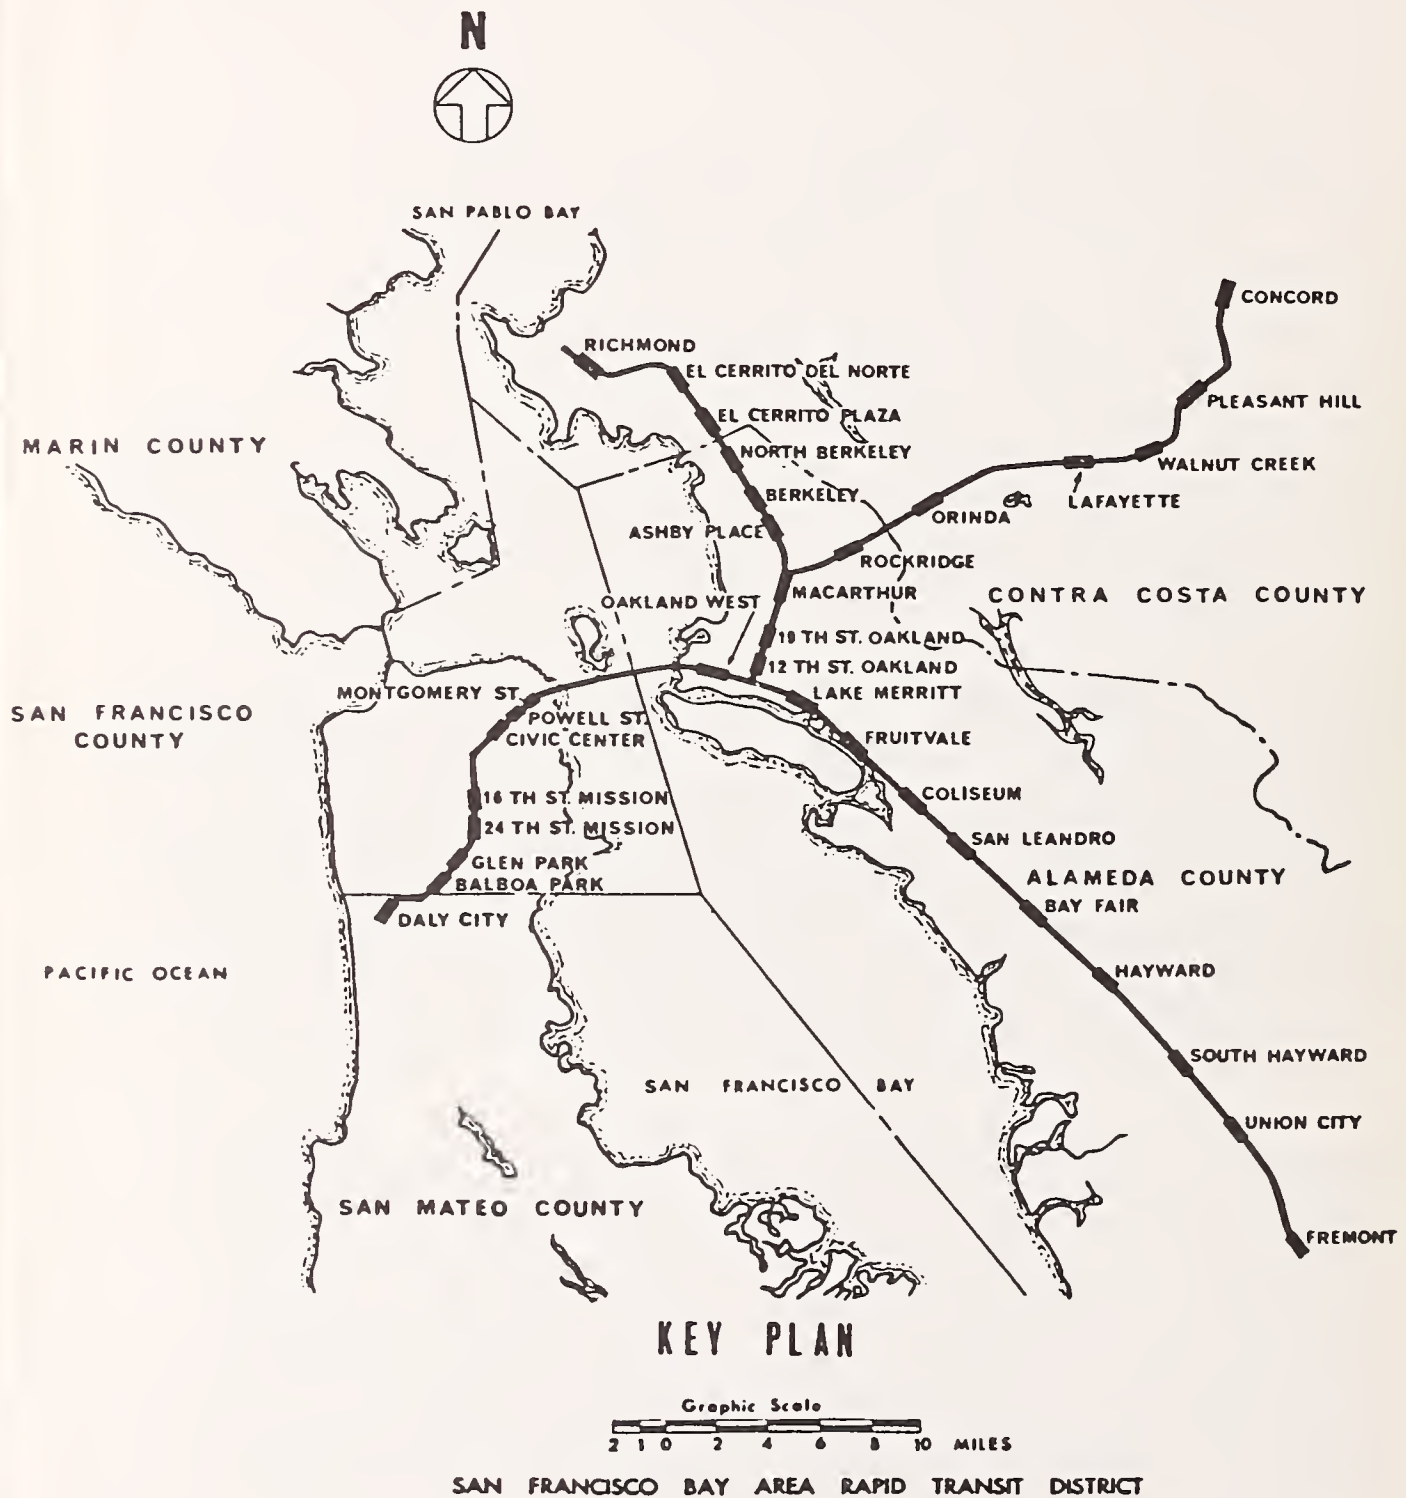 N
SAN PABLO BAY
CONCORD
RICHMOND
EL CERRITO DEL NORTE
PLEASANT HILL
EL CERRITO PLAZA
MARIN COUNTY
NORTH BERKELEY
WALNUT CREEK
BERKELEY
LAFAYETTE
ORINDA
ASHBY PLACE
ROCKRIDGE
MACARTHUR
CONTRA COSTA COUNTY
OAKLAND WEST
19 TH ST. OAKLAND
12 TH ST. OAKLAND
MONTGOMERY ST.
LAKE MERRITT
SAN FRANCISCO
COUNTY
POWELL ST.
CIVIC CENTER
FRUITVALE
COLISEUM
16 TH ST. MISSION
24 TH ST. MISSION
SAN LEANDRO
GLEN PARK
BALBOA PARK
ALAMEDA COUNTY
BAY FAIR
DALY CITY
PACIFIC OCEAN
HAYWARD
SOUTH HAYWARD
SAN FRANCISCO BAY
UNION CITY
SAN MATEO COUNTY
FREMONT
KEY PLAN
Graphic Scale
2 1 0 2 4 6 8 10 MILES
SAN FRANCISCO BAY AREA RAPID TRANSIT DISTRICT